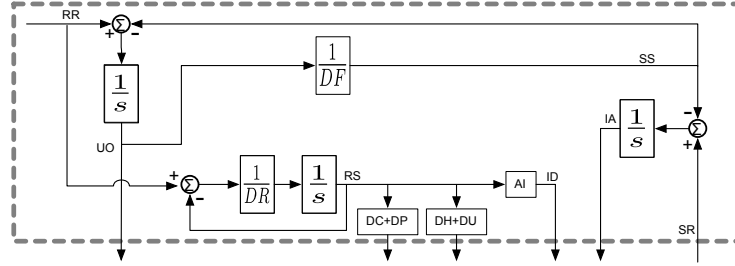 RR
+
Σ
−
1
s
1
DF
SS
UO
IA
1
s
−
Σ
+
+
Σ
−
1
DR
1
s
RS
AI
ID
DC+DP
DH+DU
SR